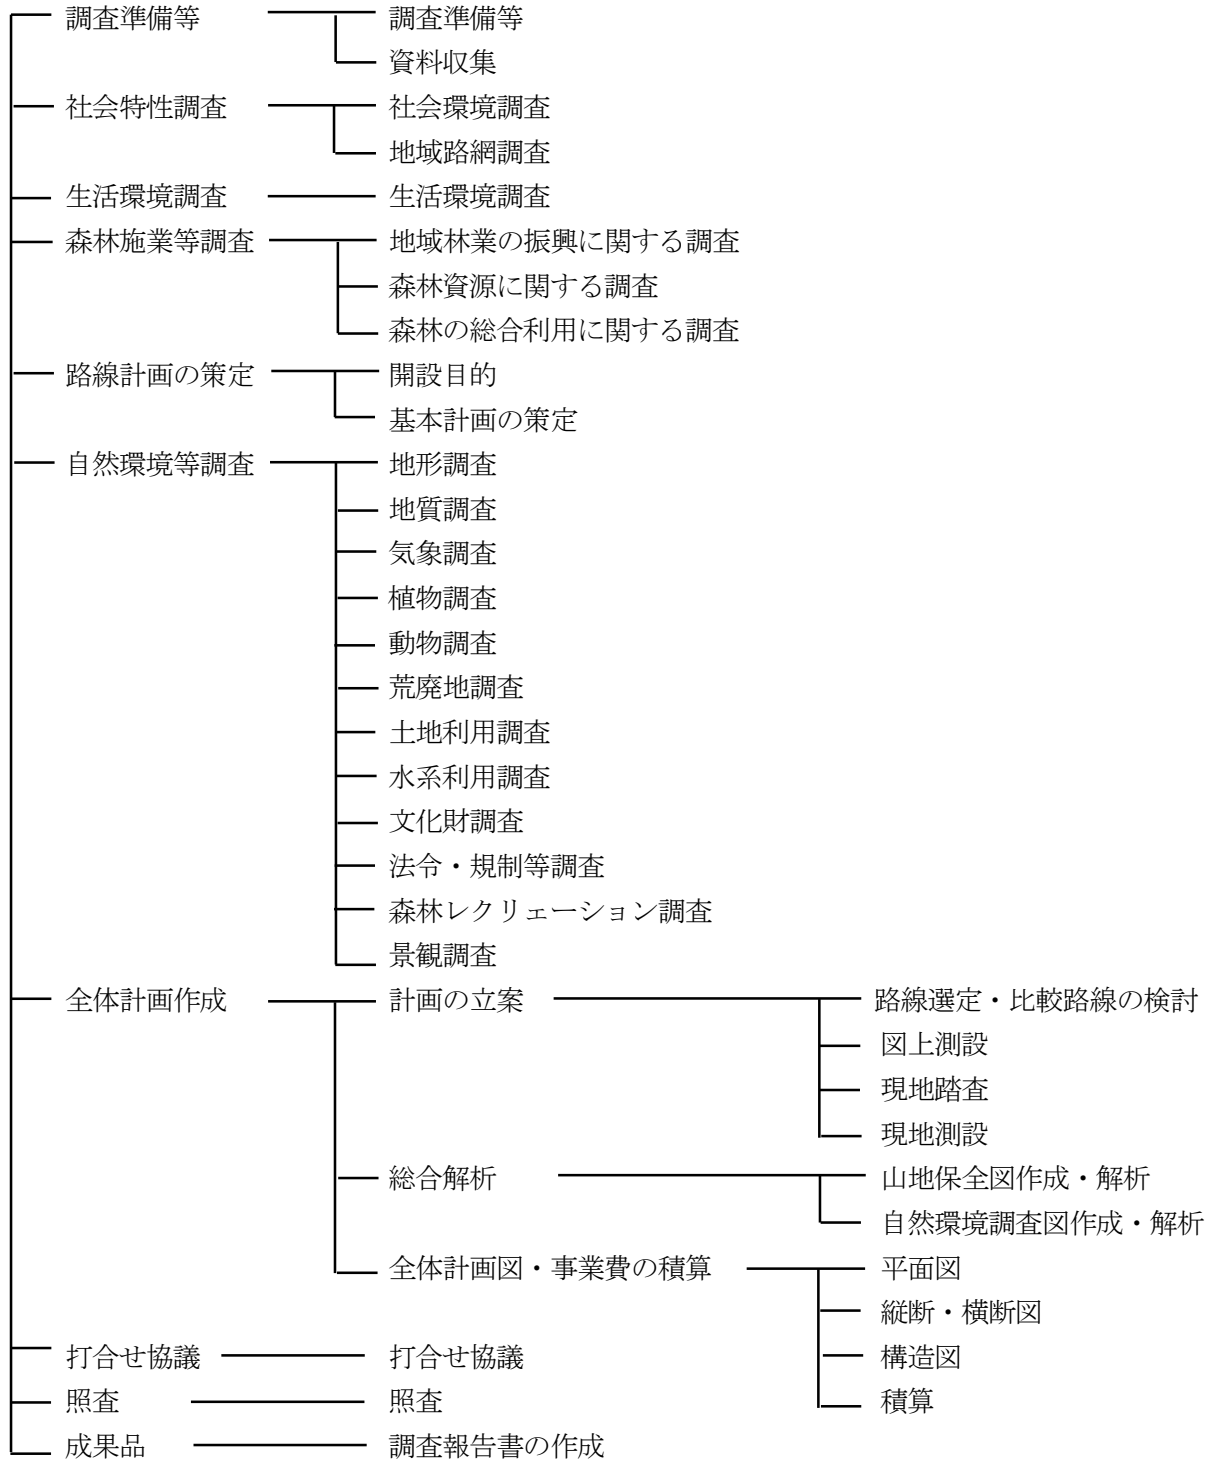 調査準備等 調査準備等
資料収集
社会特性調査 社会環境調査
地域路網調査
生活環境調査 生活環境調査
森林施業等調査 地域林業の振興に関する調査
森林資源に関する調査
森林の総合利用に関する調査
路線計画の策定 開設目的
基本計画の策定
自然環境等調査 地形調査
地質調査
気象調査
植物調査
動物調査
荒廃地調査
土地利用調査
水系利用調査
文化財調査
法令・規制等調査
森林レクリェーション調査
景観調査
全体計画作成 計画の立案 路線選定・比較路線の検討
図上測設
現地踏査
現地測設
総合解析 山地保全図作成・解析
自然環境調査図作成・解析
全体計画図・事業費の積算 平面図
縦断・横断図
打合せ協議 打合せ協議 構造図
照査 照査 積算
成果品 調査報告書の作成